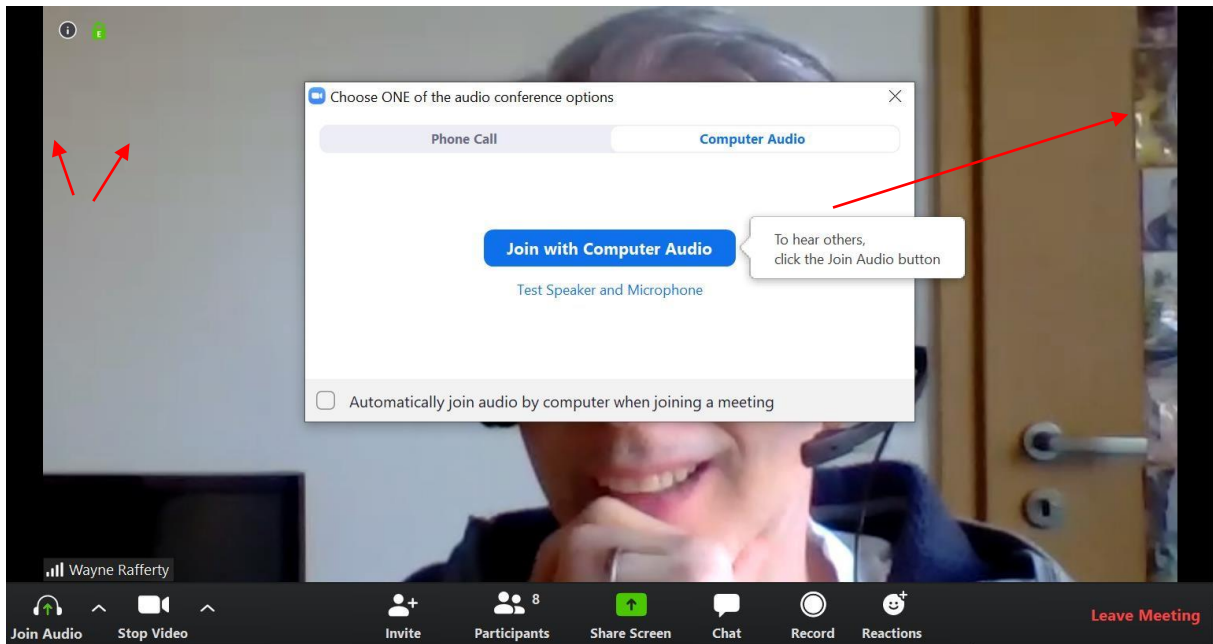 E
Choose ONE of the audio conference options
Phone Call
Computer Audio
Join with Computer Audio
To hear others,
click the Join Audio button
Test Speaker and Microphone
Automatically join audio by computer when joining a meeting
Wayne Rafferty
8
Join Audio
Stop Video
Invite
Participants
Share Screen
Chat
Record
Reactions
Leave Meeting